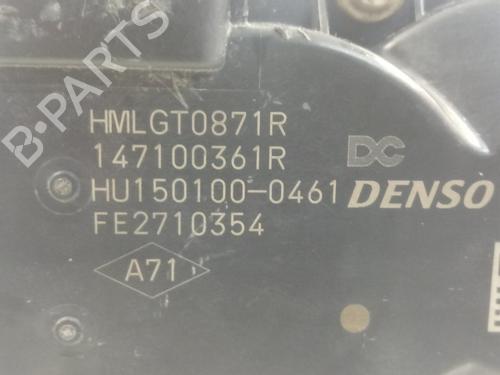 B-PARTS
HMLGT0871R
147100361R DC
HU150100-0461 DENSO
FE2710354
A71